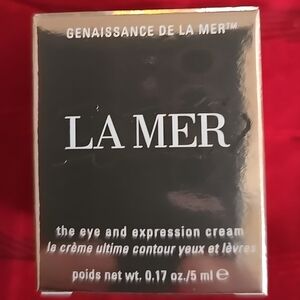 GENAISSANCE DE LA MER™
LA MER
the eye and expression cream
la crème ultime contour yeux et lèvres
poids net wt. 0.17 oz./5 ml ℮